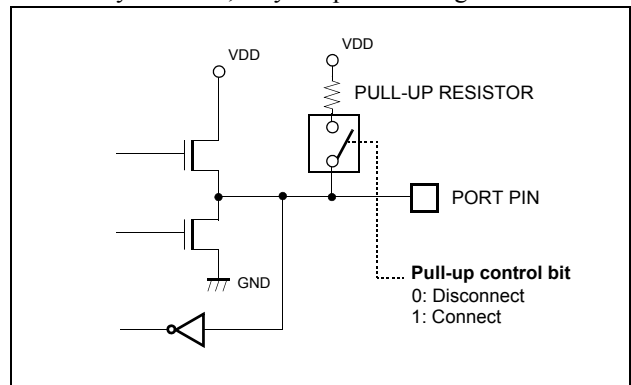 VDD
VDD
PULL-UP RESISTOR
PORT PIN
GND
Pull-up control bit
0: Disconnect
1: Connect